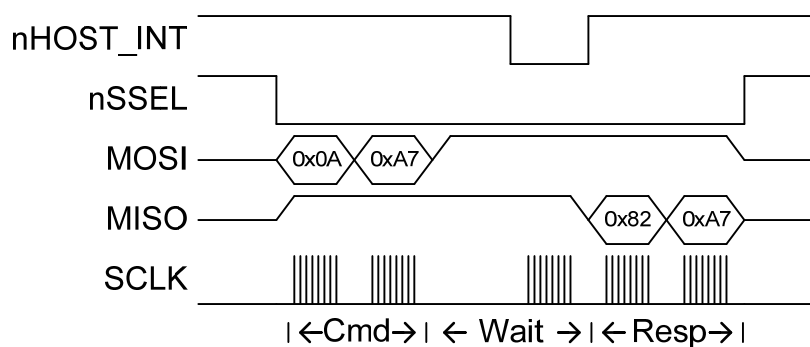 nHOST_INT
nSSEL
MOSI 0x0A 0xA7
MISO 0x82 0xA7
SCLK
|←Cmd→| ← Wait →|←Resp→|